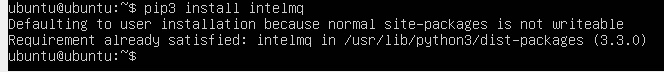 ubuntu@ubuntu:~$ pip3 install intelmq
Defaulting to user installation because normal site-packages is not writeable
Requirement already satisfied: intelmq in /usr/lib/python3/dist-packages (3.3.0)
ubuntu@ubuntu:~$